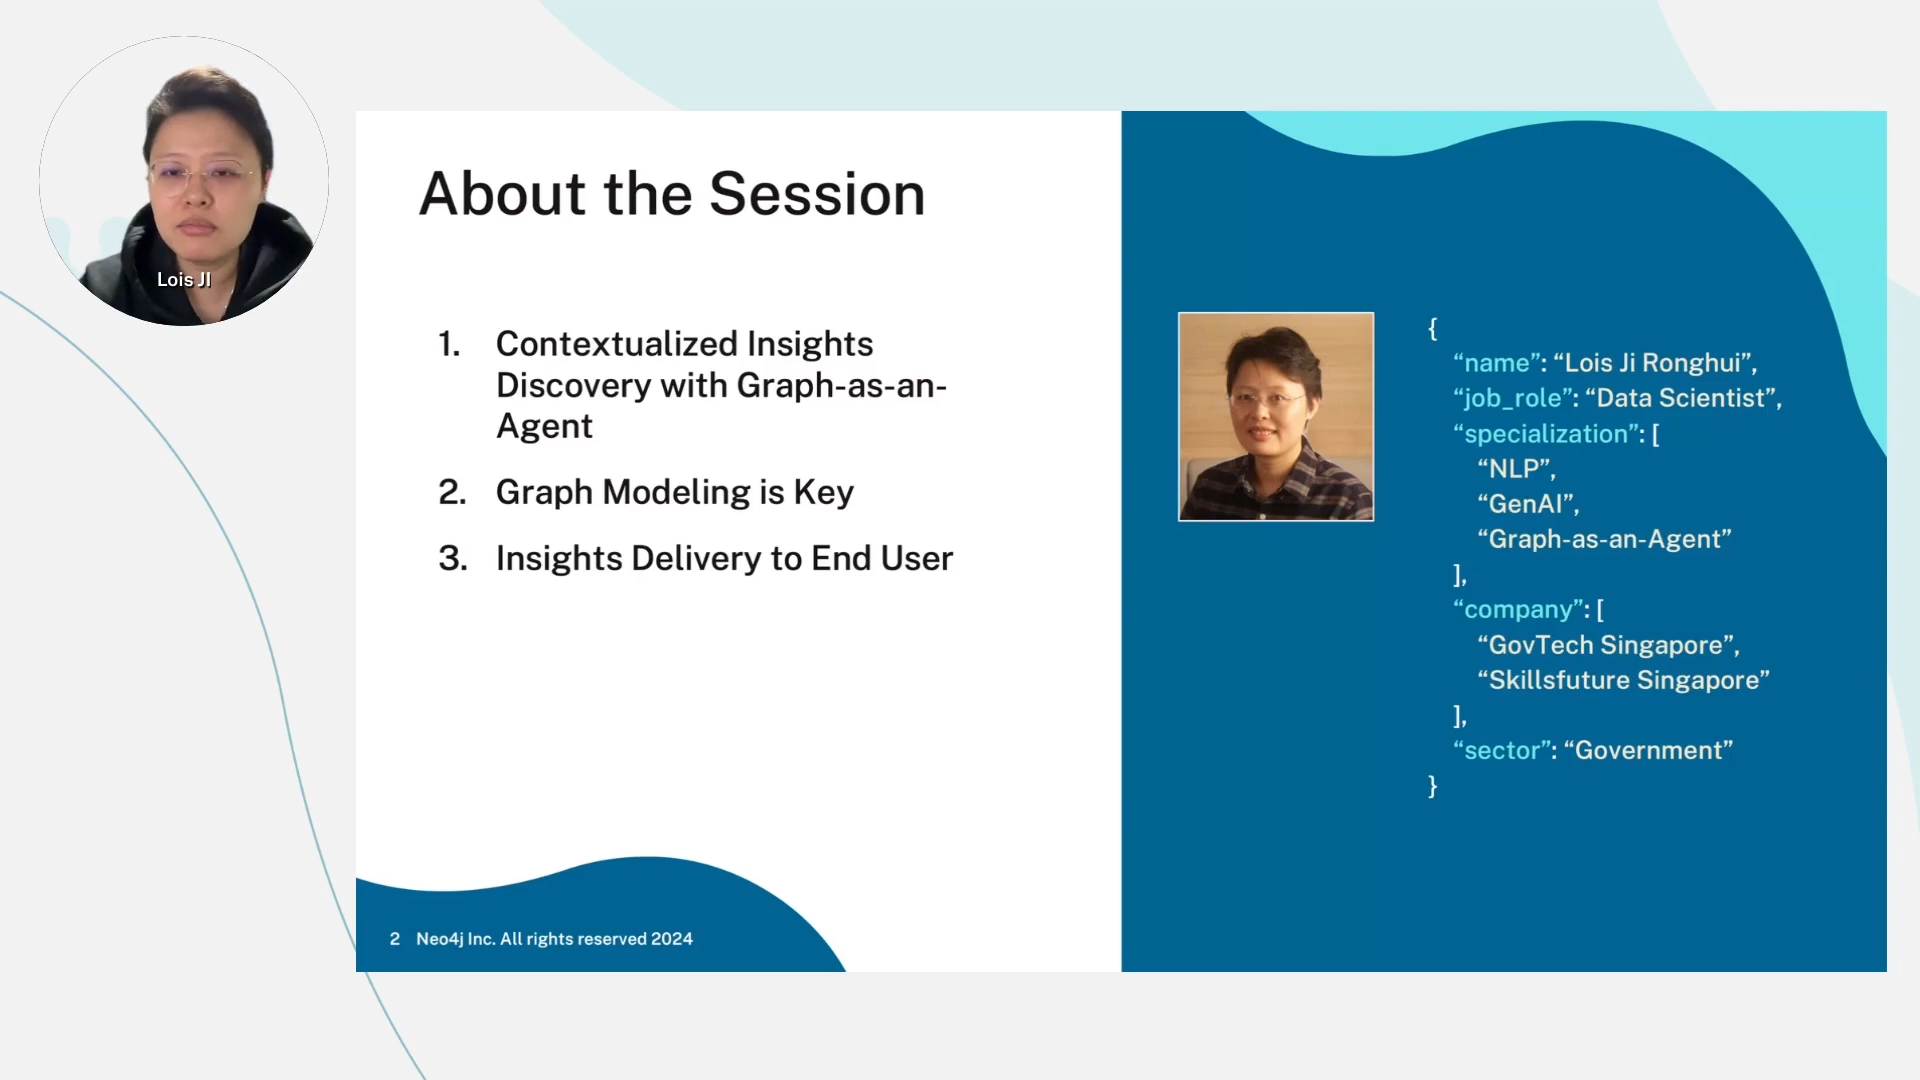 Lois JI
About the Session
1. Contextualized Insights
Discovery with Graph-as-an-
Agent
2. Graph Modeling is Key
3. Insights Delivery to End User
{
“name”: “Lois Ji Ronghui”,
“job_role”: “Data Scientist”,
“specialization”: [
“NLP”,
“GenAI”,
“Graph-as-an-Agent”
],
“company”: [
“GovTech Singapore”,
“Skillsfuture Singapore”
],
“sector”: “Government”
}
2 Neo4j Inc. All rights reserved 2024